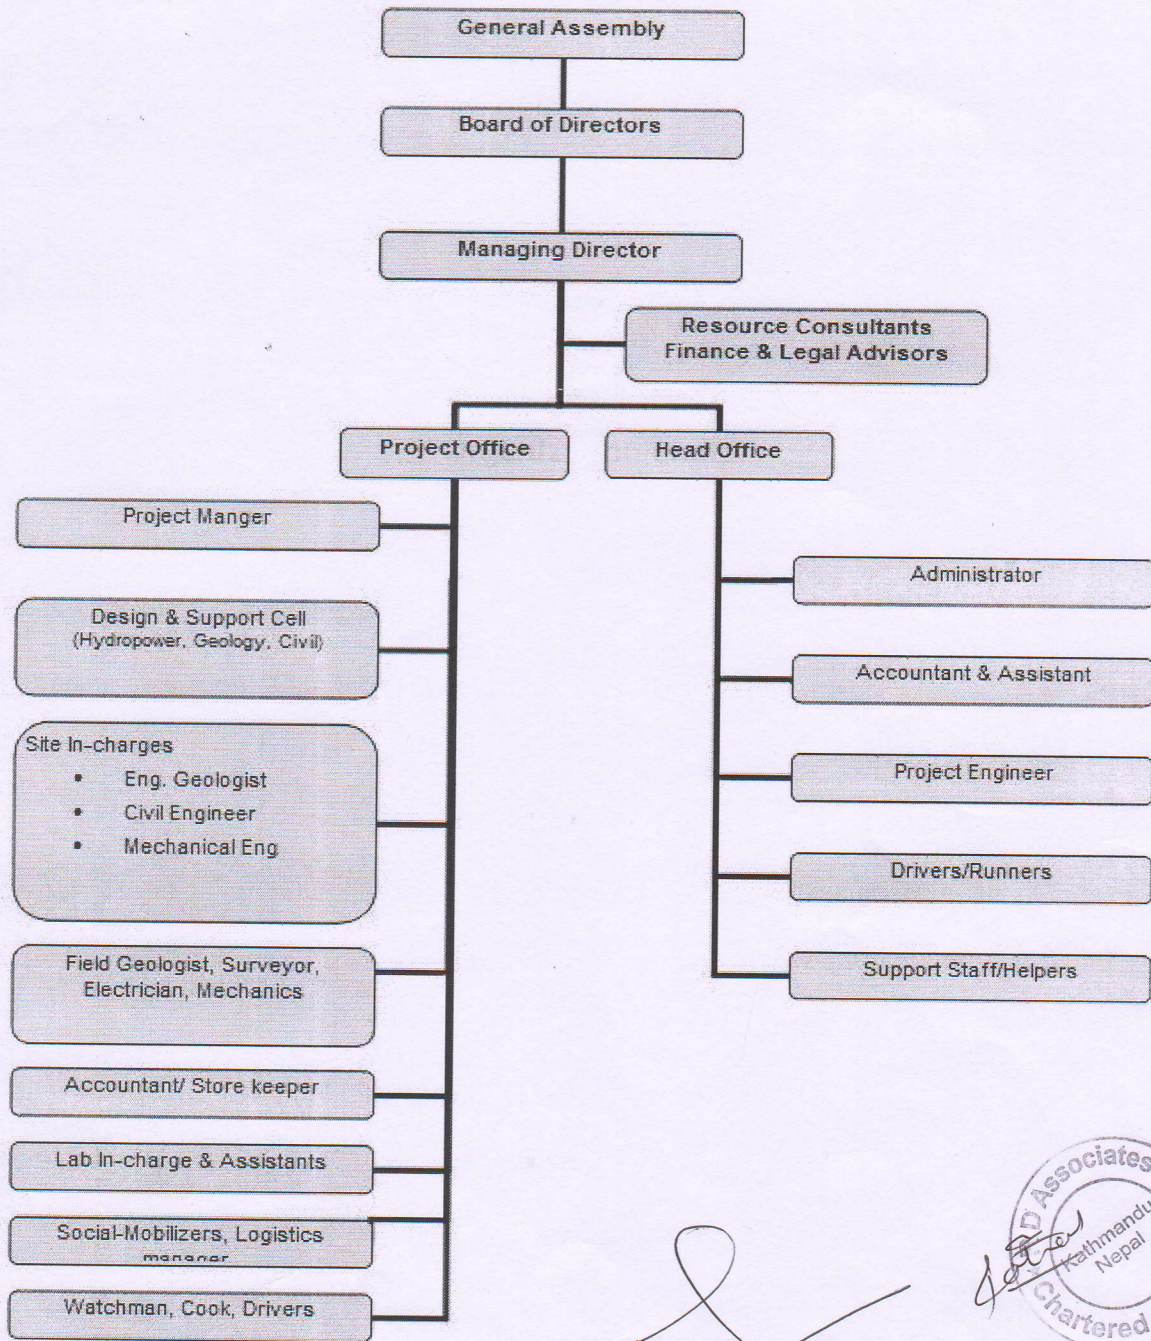 General Assembly
Board of Directors
Managing Director
Resource Consultants
Finance & Legal Advisors
Project Office
Head Office
Project Manger
Design & Support Cell
(Hydropower, Geology, Civil)
Site In-charges
• Eng. Geologist
• Civil Engineer
• Mechanical Eng
Field Geologist, Surveyor,
Electrician, Mechanics
Accountant/ Store keeper
Lab In-charge & Assistants
Social-Mobilizers, Logistics
manager
Watchman, Cook, Drivers
Administrator
Accountant & Assistant
Project Engineer
Drivers/Runners
Support Staff/Helpers
Associates
Kathmandu
Nepal
Chartered